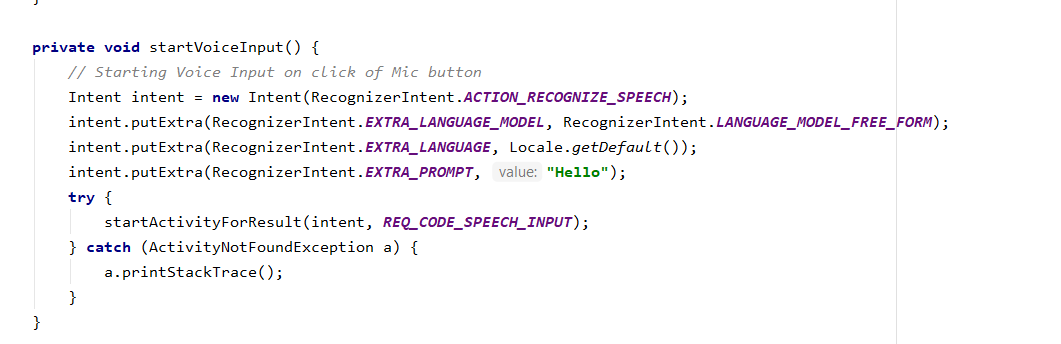 }
private void startVoiceInput() {
// Starting Voice Input on click of Mic button
Intent intent = new Intent(RecognizerIntent.ACTION_RECOGNIZE_SPEECH);
intent.putExtra(RecognizerIntent.EXTRA_LANGUAGE_MODEL, RecognizerIntent.LANGUAGE_MODEL_FREE_FORM);
intent.putExtra(RecognizerIntent.EXTRA_LANGUAGE, Locale.getDefault());
intent.putExtra(RecognizerIntent.EXTRA_PROMPT, value: "Hello");
try {
startActivityForResult(intent, REQ_CODE_SPEECH_INPUT);
} catch (ActivityNotFoundException a) {
a.printStackTrace();
}
}